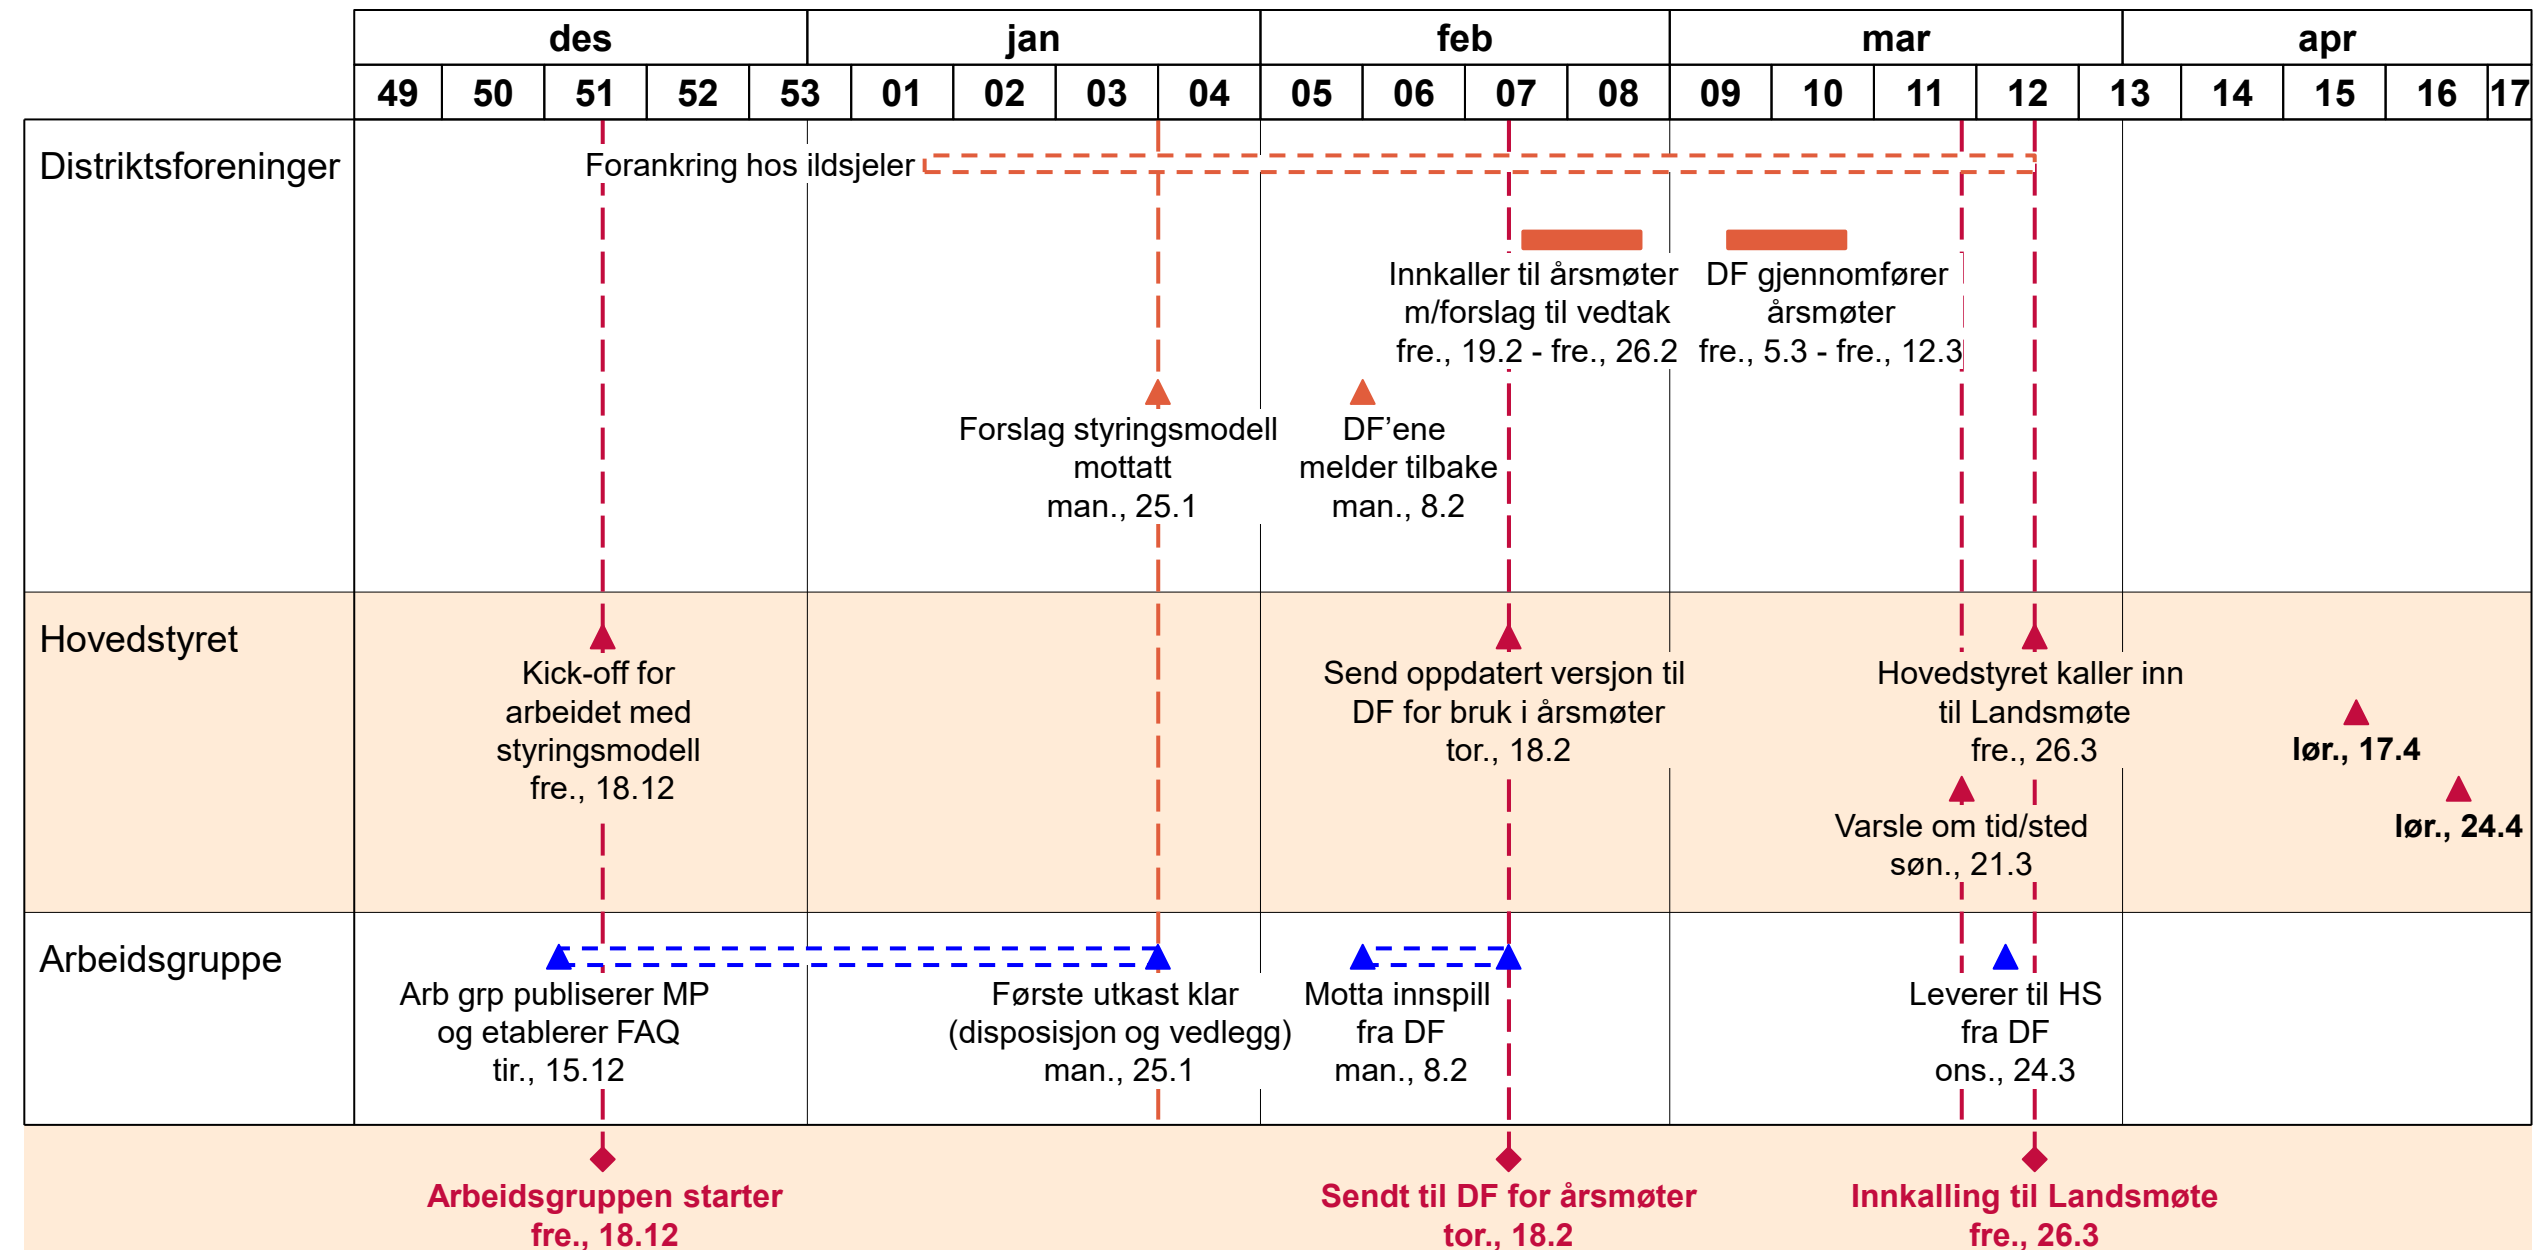 des jan feb mar apr
49 50 51 52 53 01 02 03 04 05 06 07 08 09 10 11 12 13 14 15 16 17
Distriktsforeninger
Forankring hos ildsjeler
Innkaller til årsmøter
m/forslag til vedtak
fre., 19.2 - fre., 26.2
DF gjennomfører
årsmøter
fre., 5.3 - fre., 12.3
Forslag styringsmodell
mottatt
man., 25.1
DF’ene
melder tilbake
man., 8.2
Hovedstyret
Kick-off for
arbeidet med
styringsmodell
fre., 18.12
Send oppdatert versjon til
DF for bruk i årsmøter
tor., 18.2
Hovedstyret kaller inn
til Landsmøte
fre., 26.3
lør., 17.4
Varsle om tid/sted
søn., 21.3
lør., 24.4
Arbeidsgruppe
Arb grp publiserer MP
og etablerer FAQ
tir., 15.12
Første utkast klar
(disposisjon og vedlegg)
man., 25.1
Motta innspill
fra DF
man., 8.2
Leverer til HS
fra DF
ons., 24.3
Arbeidsgruppen starter
fre., 18.12
Sendt til DF for årsmøter
tor., 18.2
Innkalling til Landsmøte
fre., 26.3